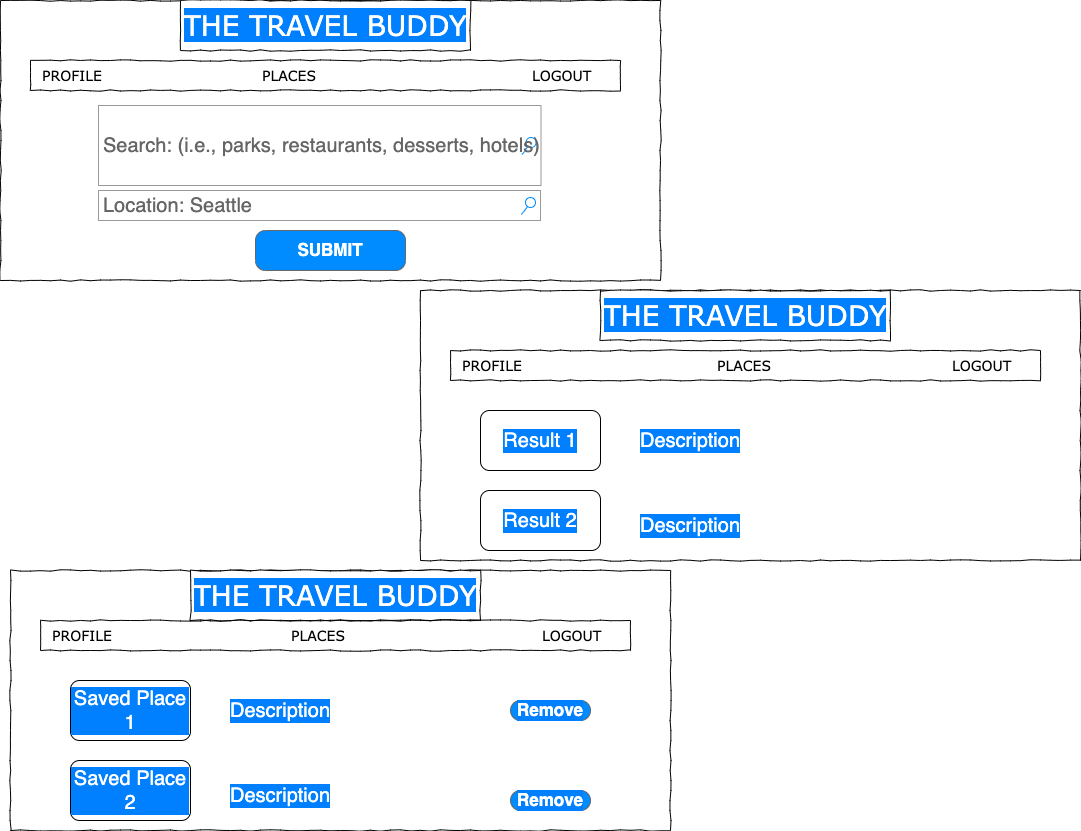 THE TRAVEL BUDDY
PROFILE PLACES LOGOUT
Search: (i.e., parks, restaurants, desserts, hotels)
Location: Seattle
SUBMIT
THE TRAVEL BUDDY
PROFILE PLACES LOGOUT
Result 1 Description
Result 2 Description
THE TRAVEL BUDDY
PROFILE PLACES LOGOUT
Saved Place
1
Description
Remove
Saved Place
2
Description
Remove